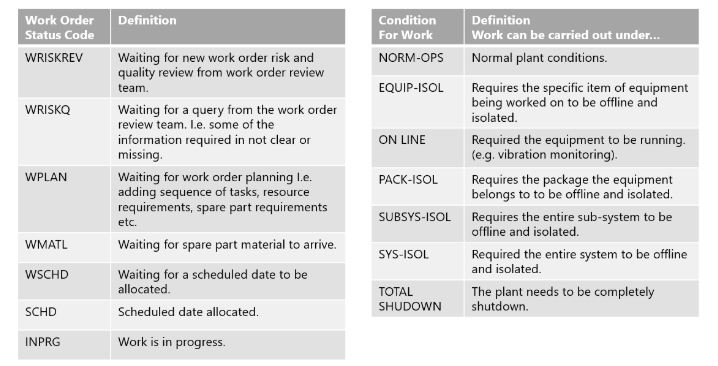 Work Order Definition
Status Code
WRISKREV Waiting for new work order risk and
quality review from work order review
team.
WRISKQ Waiting for a query from the work order
review team. I.e. some of the
information required in not clear or
missing.
WPLAN Waiting for work order planning I.e.
adding sequence of tasks, resource
requirements, spare part requirements
etc.
WMATL Waiting for spare part material to arrive.
WSCHD Waiting for a scheduled date to be
allocated.
SCHD Scheduled date allocated.
INPRG Work is in progress.
Condition Definition
For Work Work can be carried out under...
NORM-OPS Normal plant conditions.
EQUIP-ISOL Requires the specific item of equipment
being worked on to be offline and
isolated.
ON LINE Required the equipment to be running.
(e.g. vibration monitoring).
PACK-ISOL Requires the package the equipment
belongs to to be offline and isolated.
SUBSYS-ISOL Requires the entire sub-system to be
offline and isolated.
SYS-ISOL Required the entire system to be offline
and isolated.
TOTAL The plant needs to be completely
SHUDOWN shutdown.